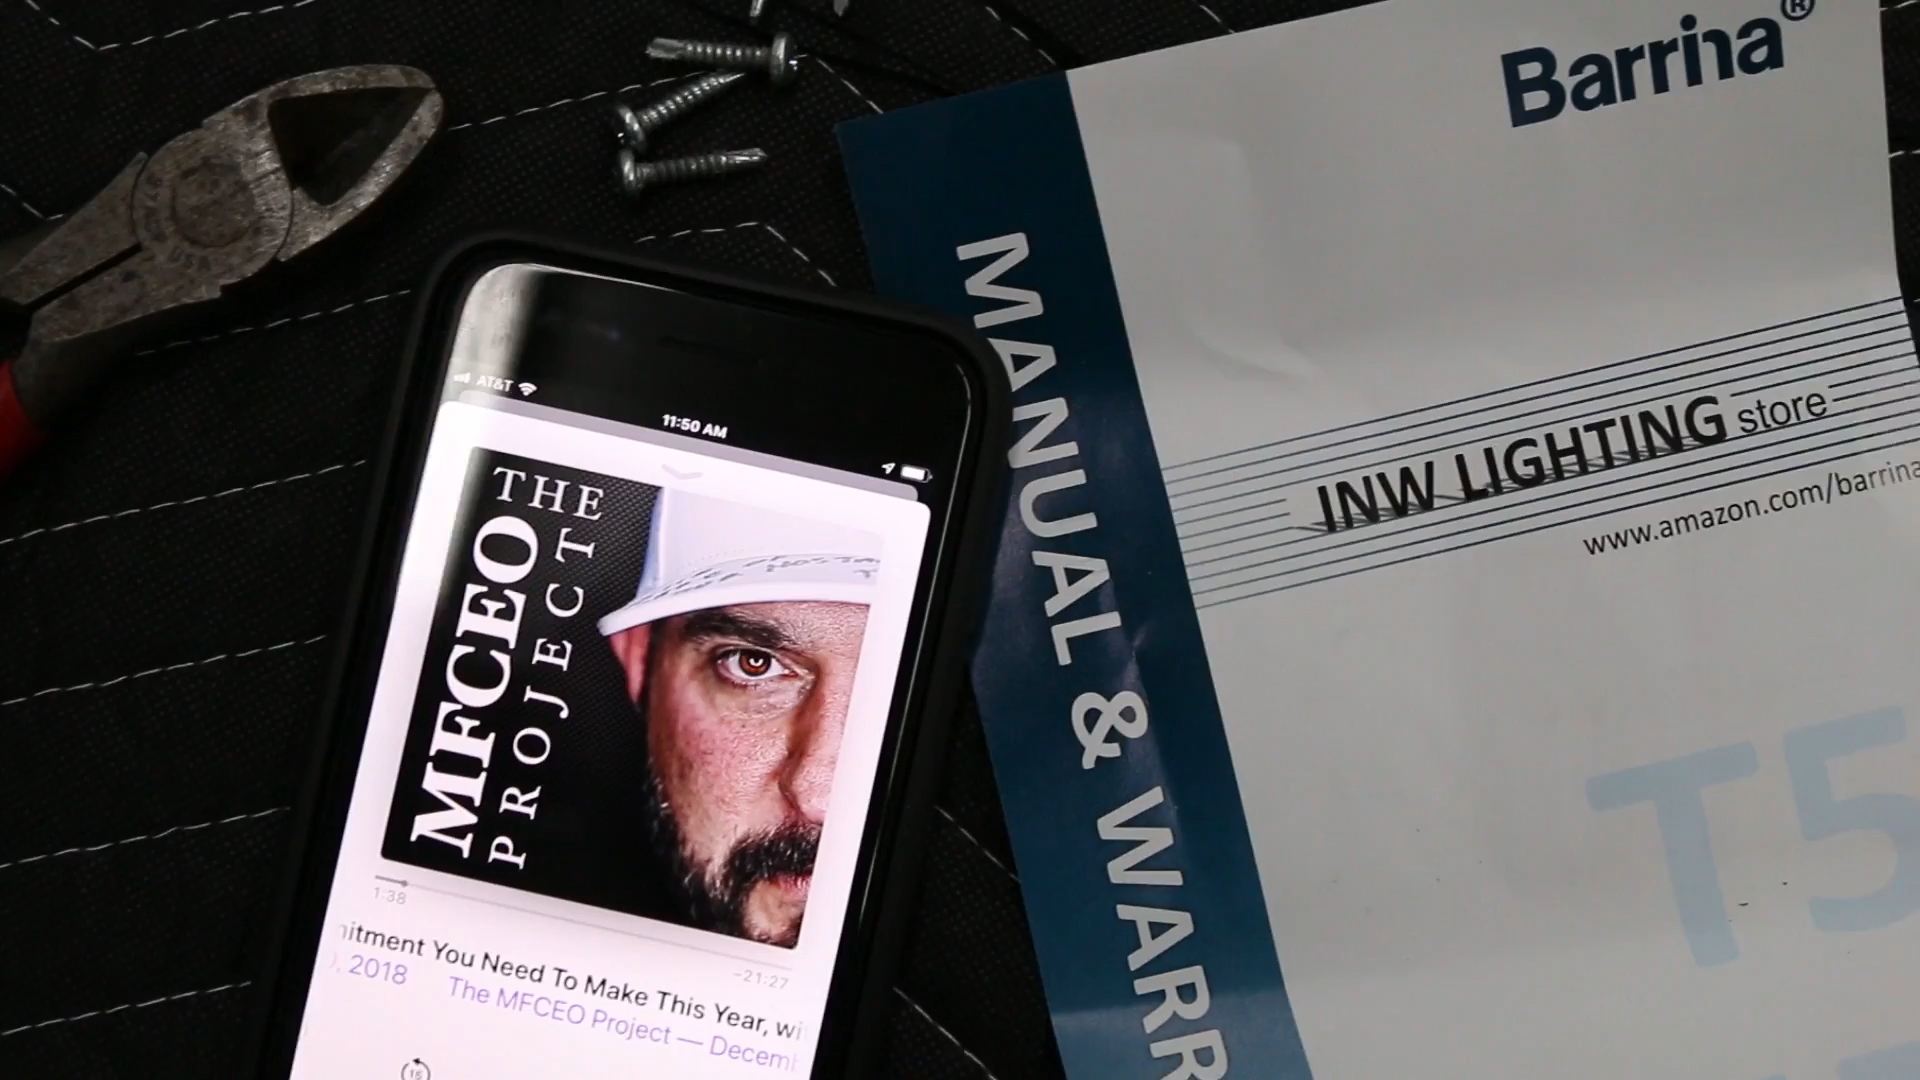 AT&T
11:50 AM
THE
MFCEO
PROJECT
1:38
-21:27
itment You Need To Make This Year, wi
, 2018 The MFCEO Project — Decem
15
USA
Barrina®
MANUAL & WARR
INW LIGHTING store
www.amazon.com/barrina
T5